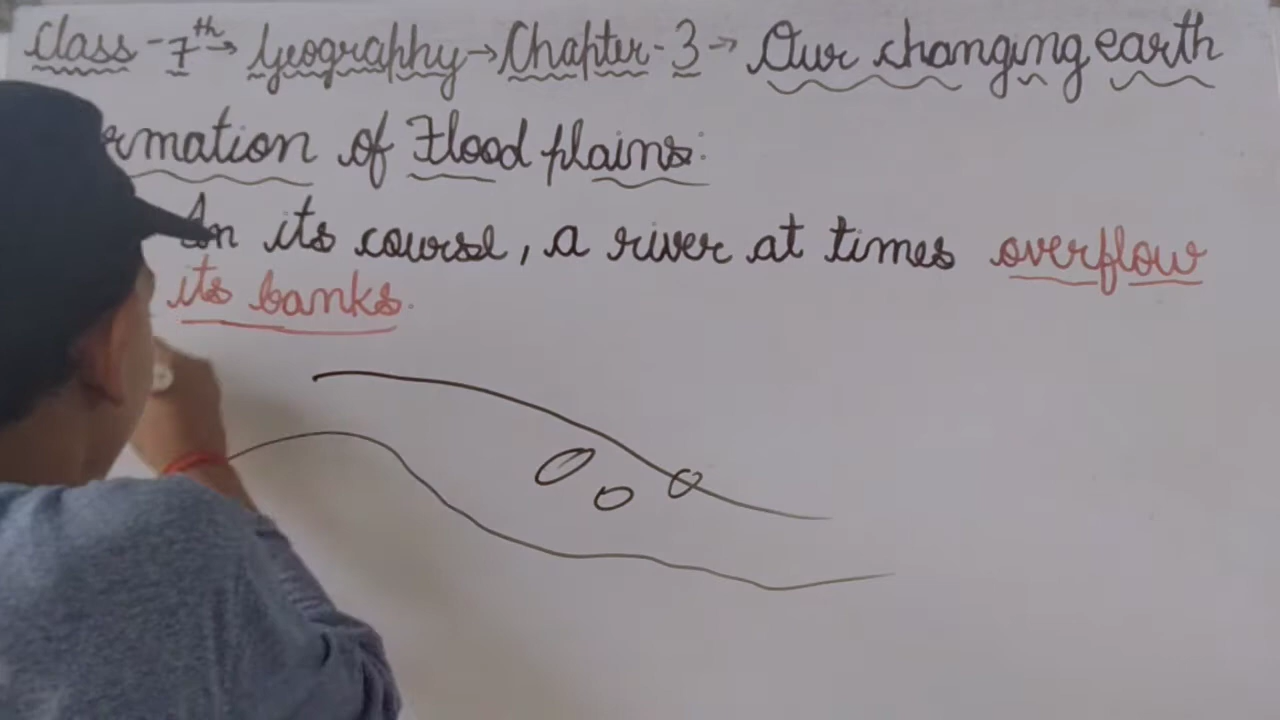 Class-7th→ Geography→Chapter-3→ Our changing earth
rmation of Flood plains:
In its course, a river at times overflow
its banks.